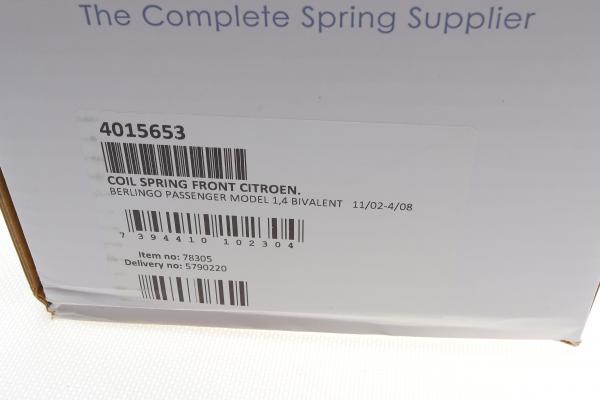 The Complete Spring Supplier
4015653
COIL SPRING FRONT CITROEN.
BERLINGO PASSENGER MODEL 1,4 BIVALENT 11/02-4/08
7 394410 102304
Item no: 78305
Delivery no: 5790220